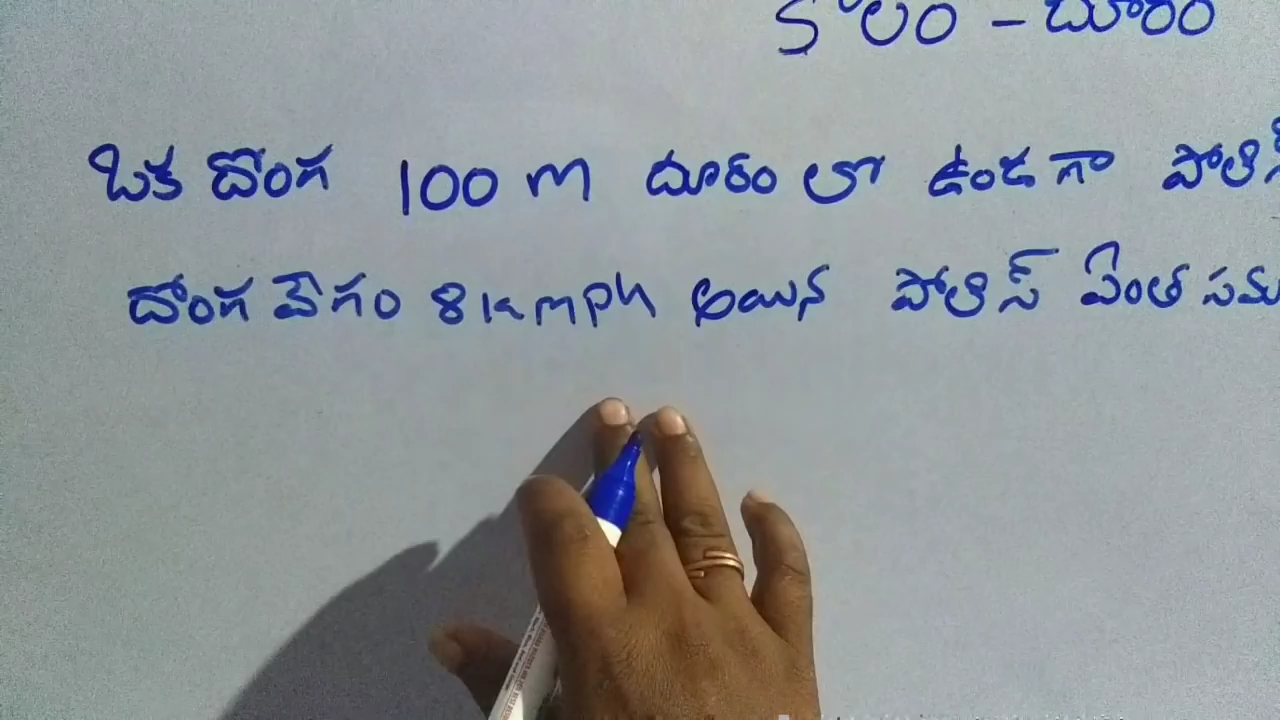 కాలం - దూరం
ఒక దొంగ 100 m దూరం లో ఉండగా పోలిస్
దొంగ వేగం 8 kmph అయిన పోలిస్ ఏంత సమ